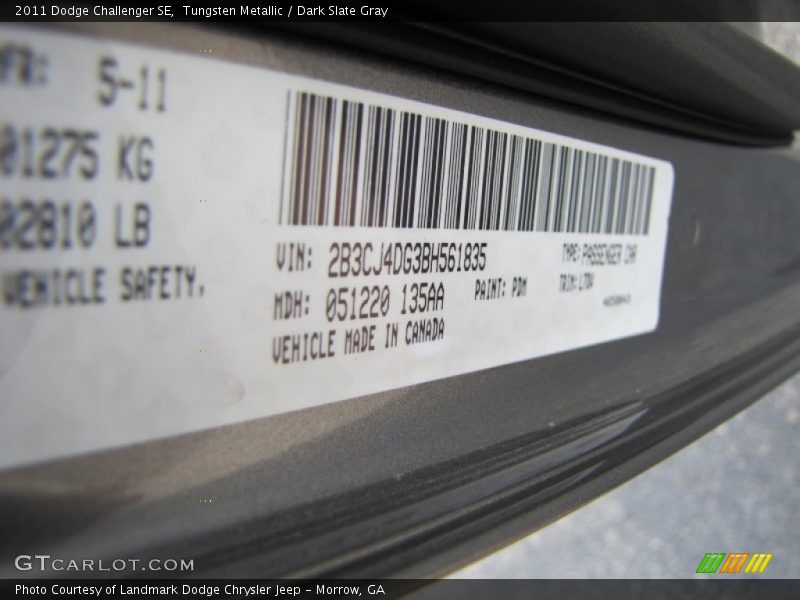 2011 Dodge Challenger SE,  Tungsten Metallic / Dark Slate Gray
5-11
01275 KG
02810 LB
VEHICLE SAFETY.
VIN: 2B3CJ4DG3BH561835
TYPE: PASSENGER CAR
MDH: 051220 135AA
PAINT: PDM
TRIM:
VEHICLE MADE IN CANADA
GTcarlot.com
Photo Courtesy of Landmark Dodge Chrysler Jeep – Morrow, GA